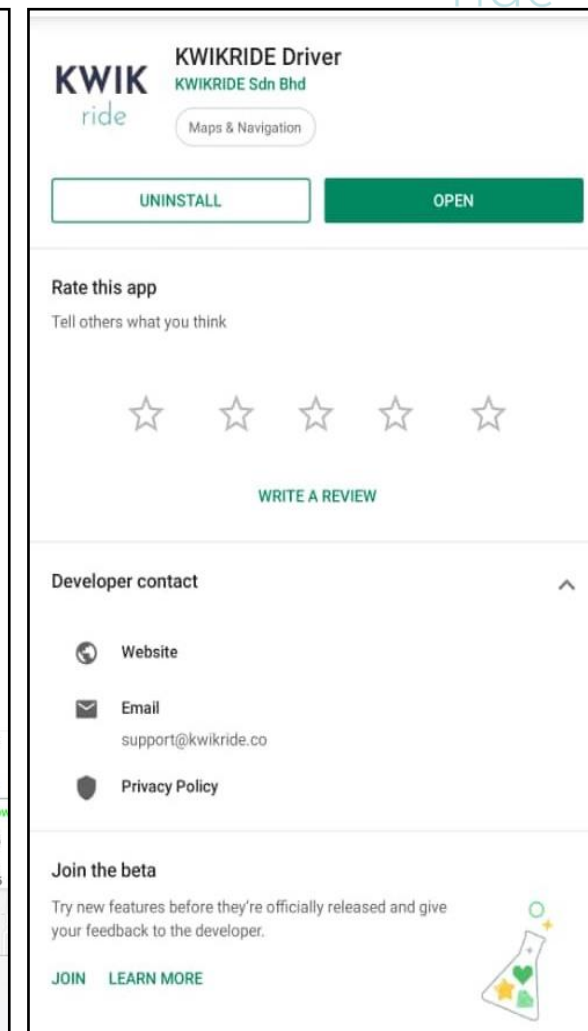 KWIK
ride
KWIKRIDE Driver
KWIKRIDE Sdn Bhd
Maps & Navigation
UNINSTALL
OPEN
Rate this app
Tell others what you think
WRITE A REVIEW
Developer contact
Website
Email
support@kwikride.co
Privacy Policy
Join the beta
Try new features before they're officially released and give
your feedback to the developer.
JOIN LEARN MORE